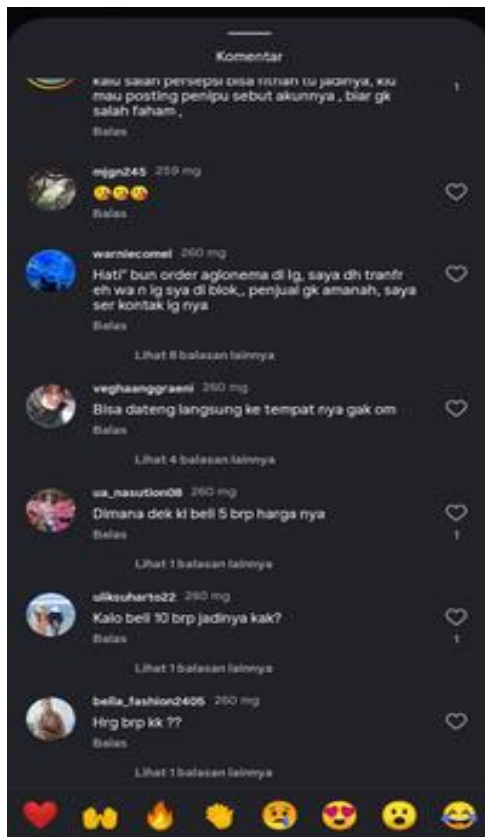 Komentar
kalu salah persepsi bisa fitnah tu jadinya, klu
mau posting penipu sebut akunnya , biar gk
salah faham ,
1
Balas
mjgn245 259 mg
😘😘😘
Balas
warniecomel 260 mg
Hati" bun order aglonema di Ig, saya dh tranfr
eh wa n ig sya di blok,, penjual gk amanah, saya
ser kontak ig nya
Balas
Lihat 8 balasan lainnya
veghaanggraeni 260 mg
Bisa dateng langsung ke tempat nya gak om
Balas
Lihat 4 balasan lainnya
ua_nasution08 260 mg
Dimana dek kl beli 5 brp harga nya
Balas
1
Lihat 1 balasan lainnya
uliksuharto22 260 mg
Kalo beli 10 brp jadinya kak?
Balas
1
Lihat 1 balasan lainnya
bella_fashion2405 260 mg
Hrg brp kk ??
Balas
Lihat 1 balasan lainnya